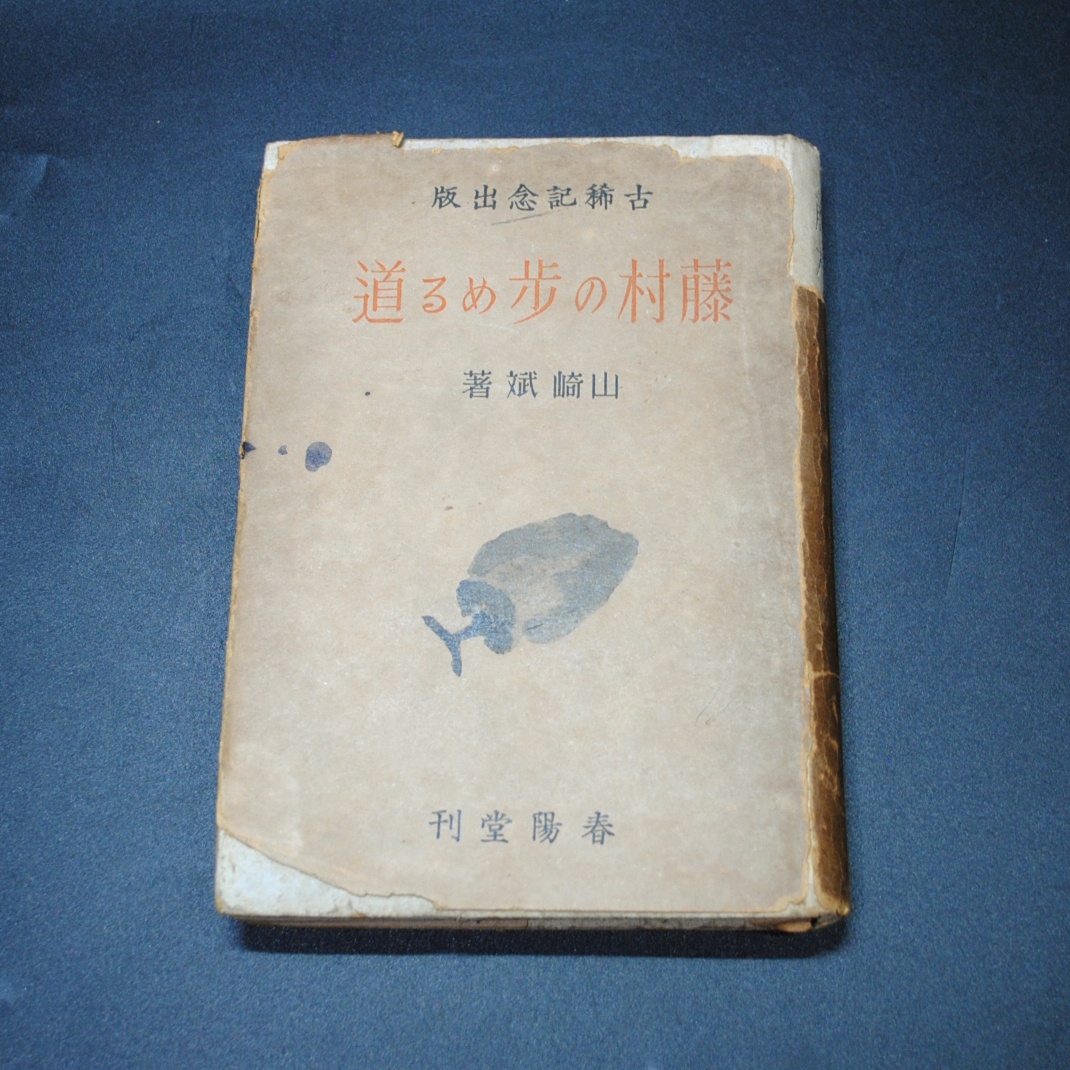 古稀記念出版
藤村の歩める道
山崎斌著
春陽堂刊